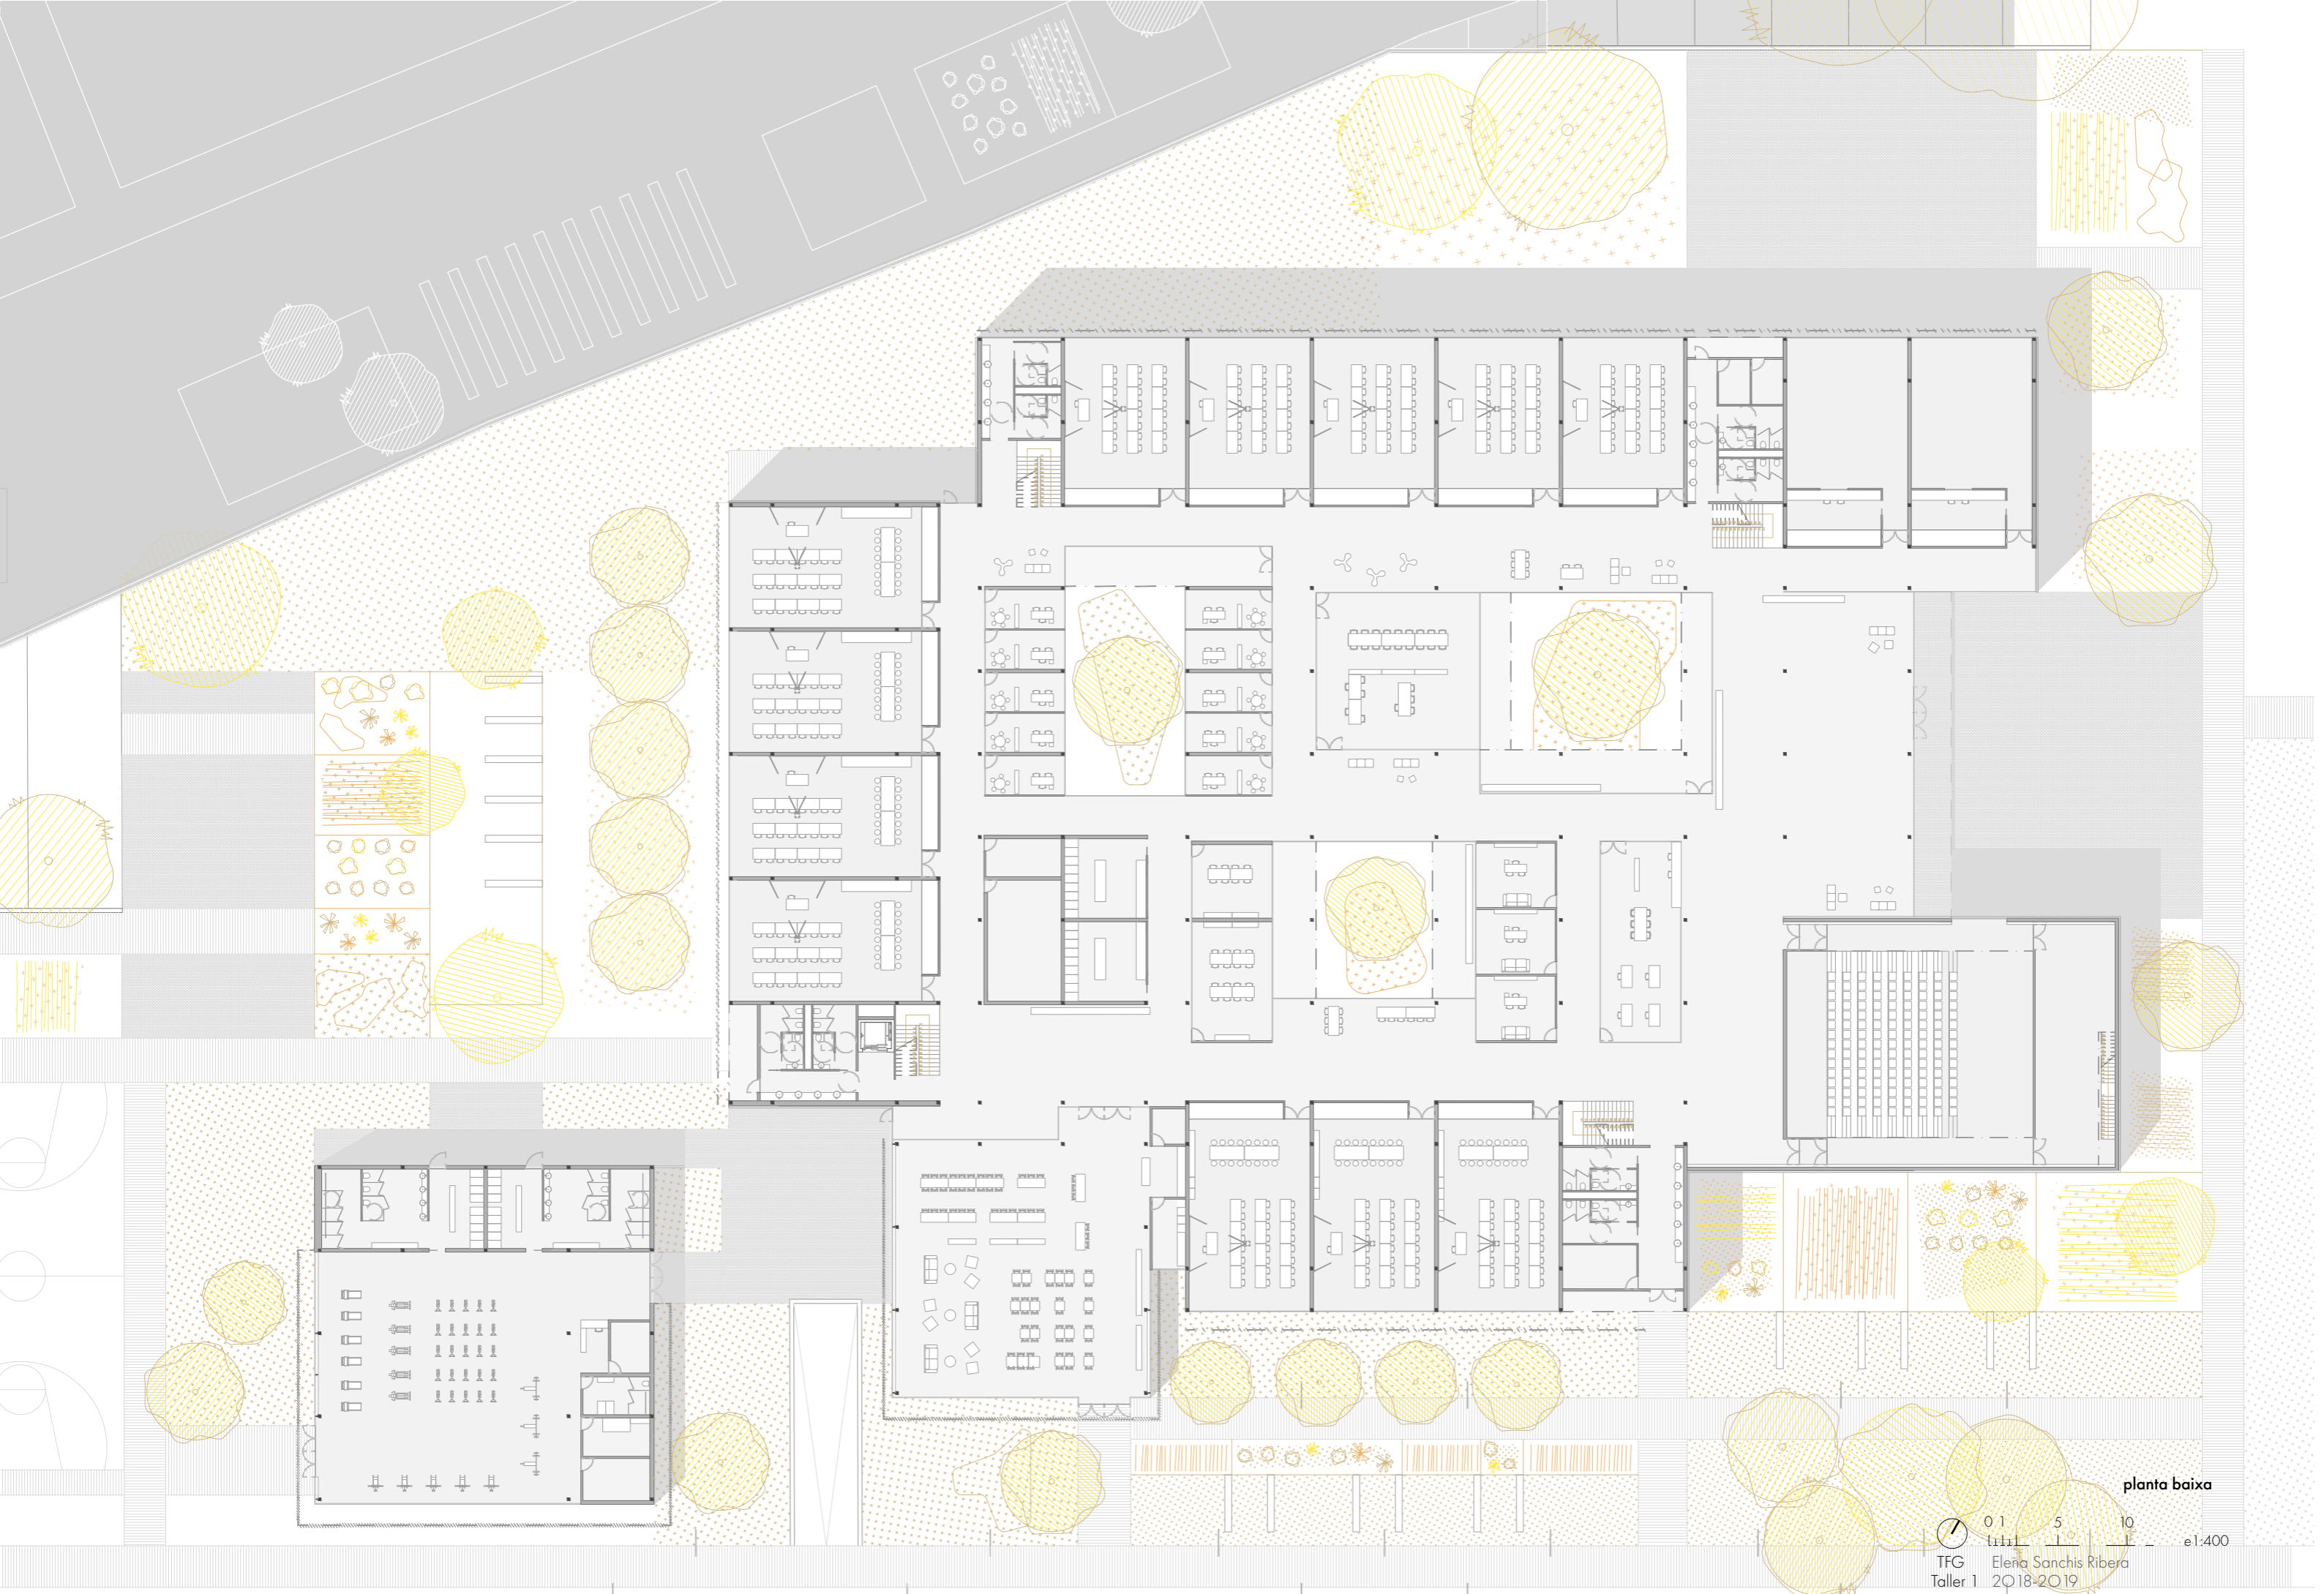 planta baixa
0 1 5 10
e1:400
TFG Elena Sanchis Ribera
Taller 1 2018-2019